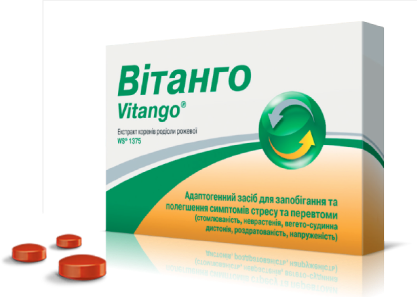 Вітанго
Vitango®
Екстракт коренів родіоли рожевої
WS® 1375
Адаптогенний засіб для запобігання та
полегшення симптомів стресу та перевтоми
(стомлюваність, неврастенія, вегето-судинна
дистонія, роздратованість, напруженість)